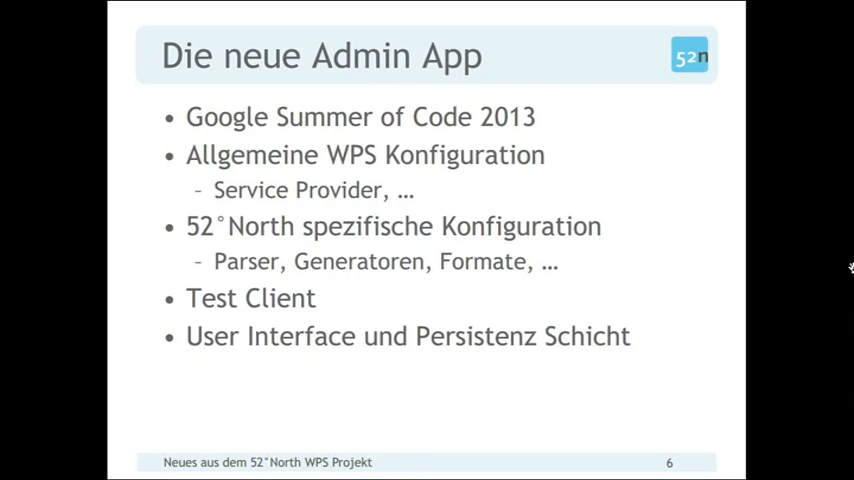 Die neue Admin App
52n
• Google Summer of Code 2013
• Allgemeine WPS Konfiguration
– Service Provider, ...
• 52°North spezifische Konfiguration
– Parser, Generatoren, Formate, ...
• Test Client
• User Interface und Persistenz Schicht
Neues aus dem 52°North WPS Projekt
6